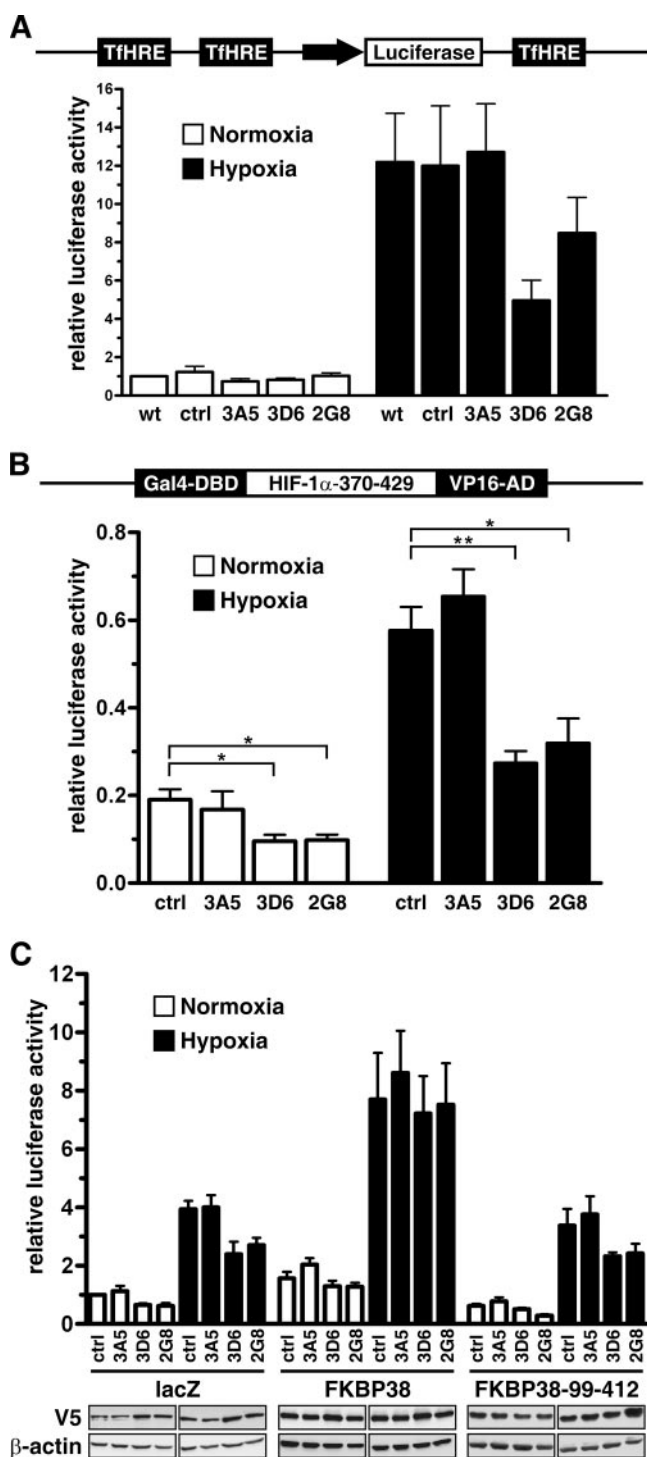 A
TfHRE TfHRE Luciferase TfHRE
relative luciferase activity
16
14
12
10
8
6
4
2
1
0
Normoxia
Hypoxia
wt ctrl 3A5 3D6 2G8 wt ctrl 3A5 3D6 2G8
B
Gal4-DBD HIF-1α-370-429 VP16-AD
relative luciferase activity
0.8
0.6
0.4
0.2
0.0
Normoxia
Hypoxia
*
*
*
**
ctrl 3A5 3D6 2G8 ctrl 3A5 3D6 2G8
C
relative luciferase activity
12
10
8
6
4
2
0
Normoxia
Hypoxia
ctrl 3A5 3D6 2G8 ctrl 3A5 3D6 2G8 ctrl 3A5 3D6 2G8 ctrl 3A5 3D6 2G8 ctrl 3A5 3D6 2G8 ctrl 3A5 3D6 2G8
lacZ FKBP38 FKBP38-99-412
V5
β-actin